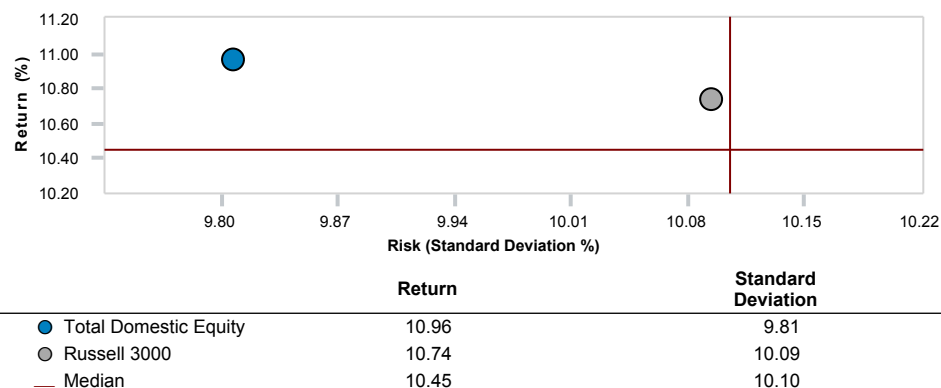 11.20
11.00
10.80
10.60
10.40
10.20
Return (%)
9.80 9.87 9.94 10.01 10.08 10.15 10.22
Risk (Standard Deviation %)
Return Standard Deviation
Total Domestic Equity 10.96 9.81
Russell 3000 10.74 10.09
Median 10.45 10.10